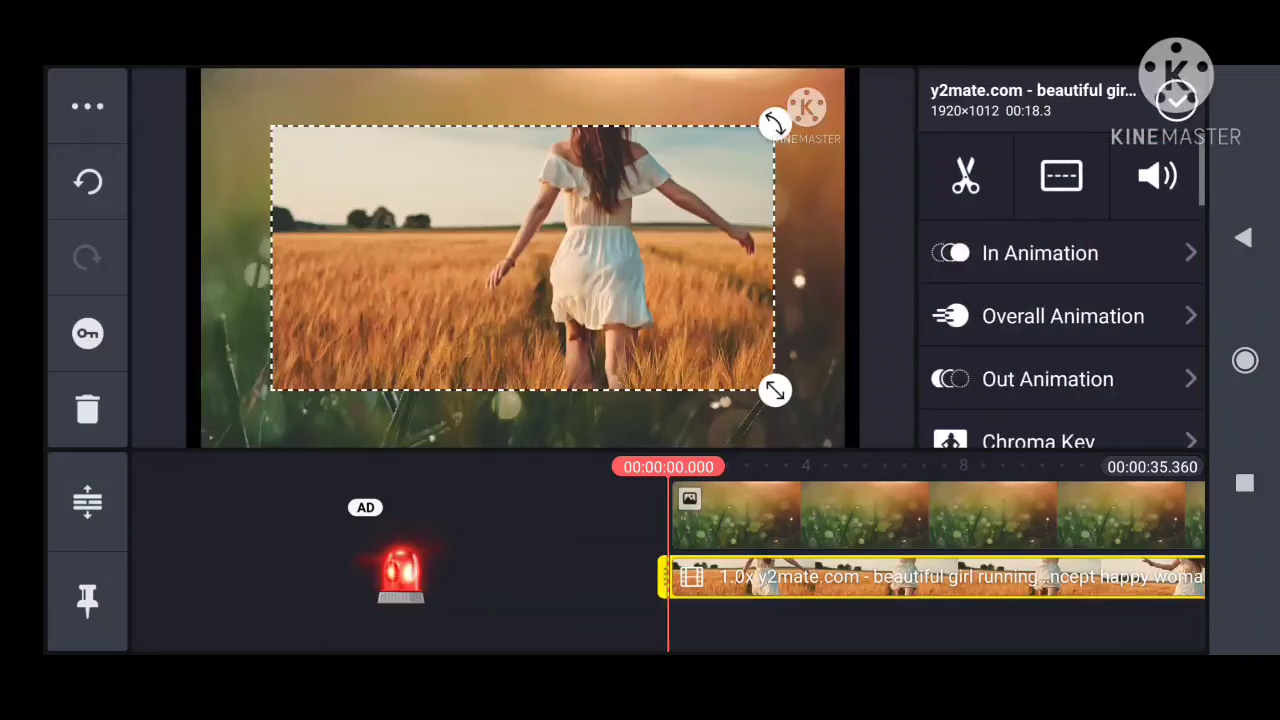 y2mate.com - beautiful gir...
1920×1012 00:18.3
KINEMASTER
KINEMASTER
In Animation
Overall Animation
Out Animation
Chroma Key
00:00:00.000
4
8
00:00:35.360
AD
1.0x y2mate.com - beautiful girl running...ncept happy woma